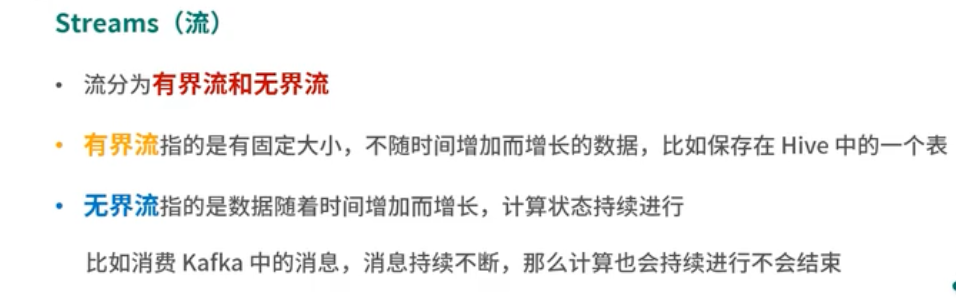 Streams（流）
• 流分为有界流和无界流
• 有界流指的是有固定大小，不随时间增加而增长的数据，比如保存在 Hive 中的一个表
• 无界流指的是数据随着时间增加而增长，计算状态持续进行
比如消费 Kafka 中的消息，消息持续不断，那么计算也会持续进行不会结束